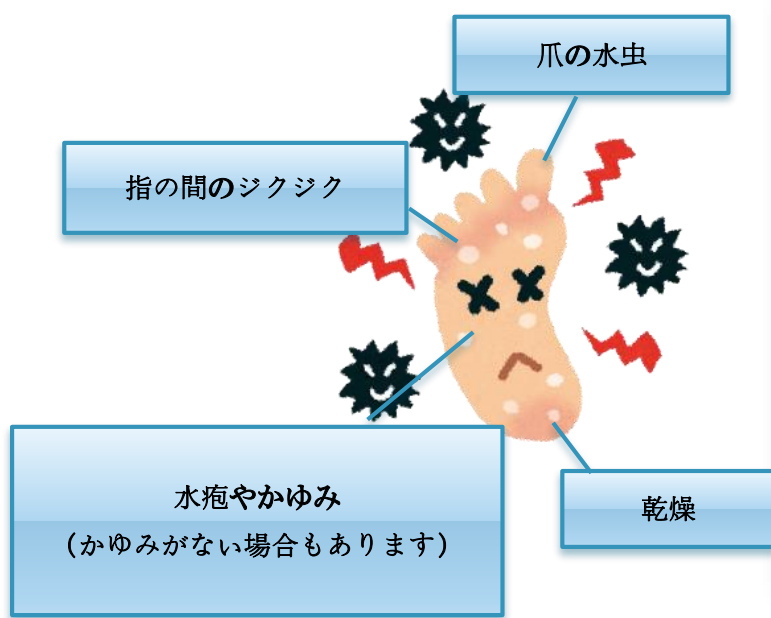 爪の水虫
指の間のジクジク
水疱やかゆみ
(かゆみがない場合もあります)
乾燥